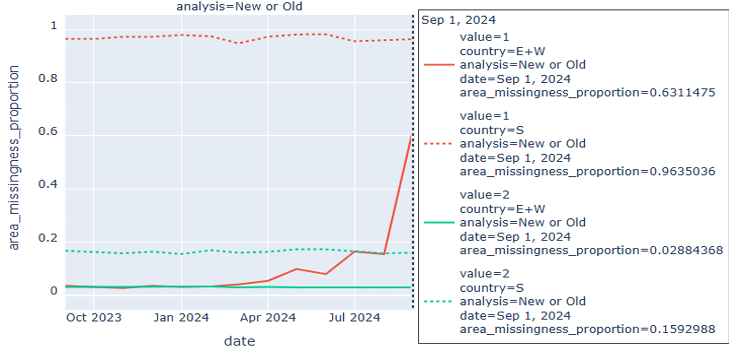 analysis=New or Old
area_missingness_proportion
1
0.8
0.6
0.4
0.2
0
Oct 2023
Jan 2024
Apr 2024
Jul 2024
date
Sep 1, 2024
value=1
country=E+W
analysis=New or Old
date=Sep 1, 2024
area_missingness_proportion=0.6311475
value=1
country=S
analysis=New or Old
date=Sep 1, 2024
area_missingness_proportion=0.9635036
value=2
country=E+W
analysis=New or Old
date=Sep 1, 2024
area_missingness_proportion=0.02884368
value=2
country=S
analysis=New or Old
date=Sep 1, 2024
area_missingness_proportion=0.1592988